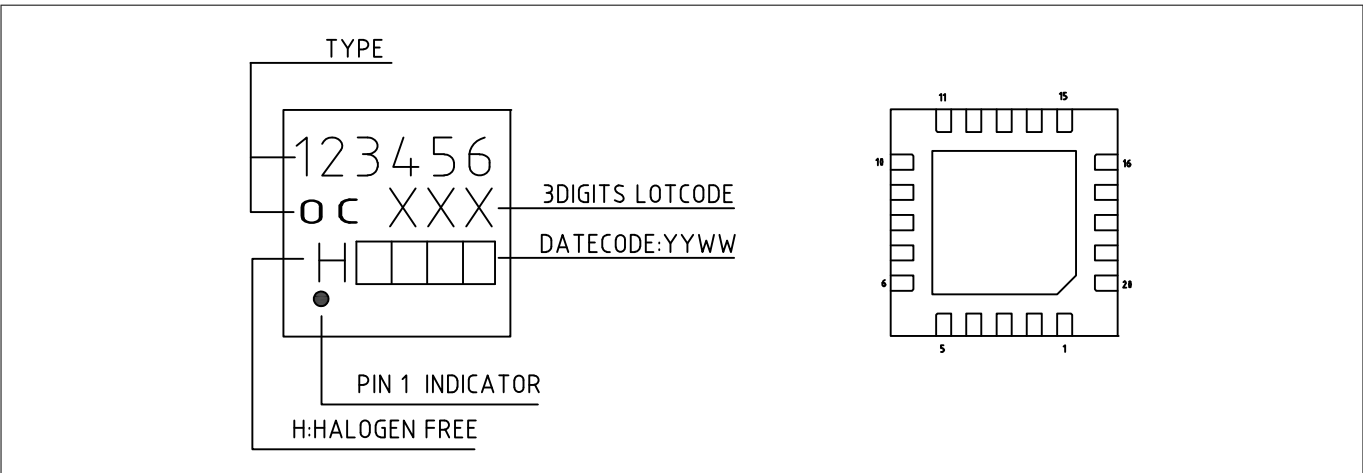 TYPE
123456
OC XXX
3DIGITS LOTCODE
H
DATECODE:YYWW
PIN 1 INDICATOR
H:HALOGEN FREE
11 15
10 16
6 20
5 1